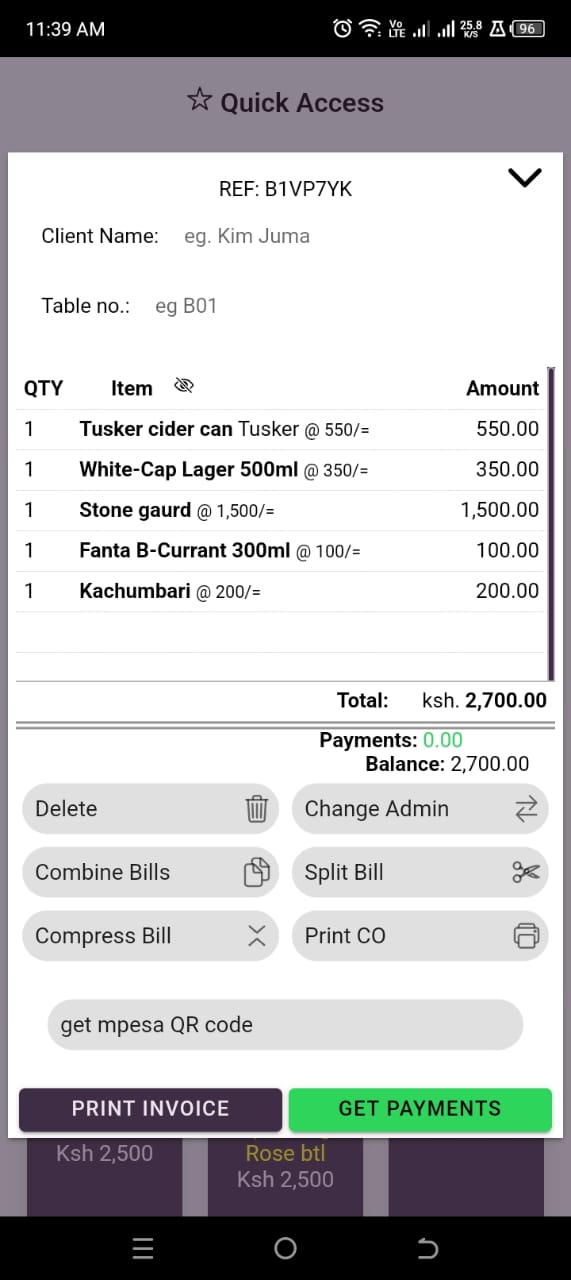 11:39 AM
Vo LTE 25.8 K/S 96
Quick Access
REF: B1VP7YK
Client Name: eg. Kim Juma
Table no.: eg B01
QTY Item Amount
1 Tusker cider can Tusker @ 550/= 550.00
1 White-Cap Lager 500ml @ 350/= 350.00
1 Stone gaurd @ 1,500/= 1,500.00
1 Fanta B-Currant 300ml @ 100/= 100.00
1 Kachumbari @ 200/= 200.00
Total: ksh. 2,700.00
Payments: 0.00
Balance: 2,700.00
Delete Change Admin
Combine Bills Split Bill
Compress Bill Print CO
get mpesa QR code
PRINT INVOICE GET PAYMENTS
Ksh 2,500 Rose btl
Ksh 2,500